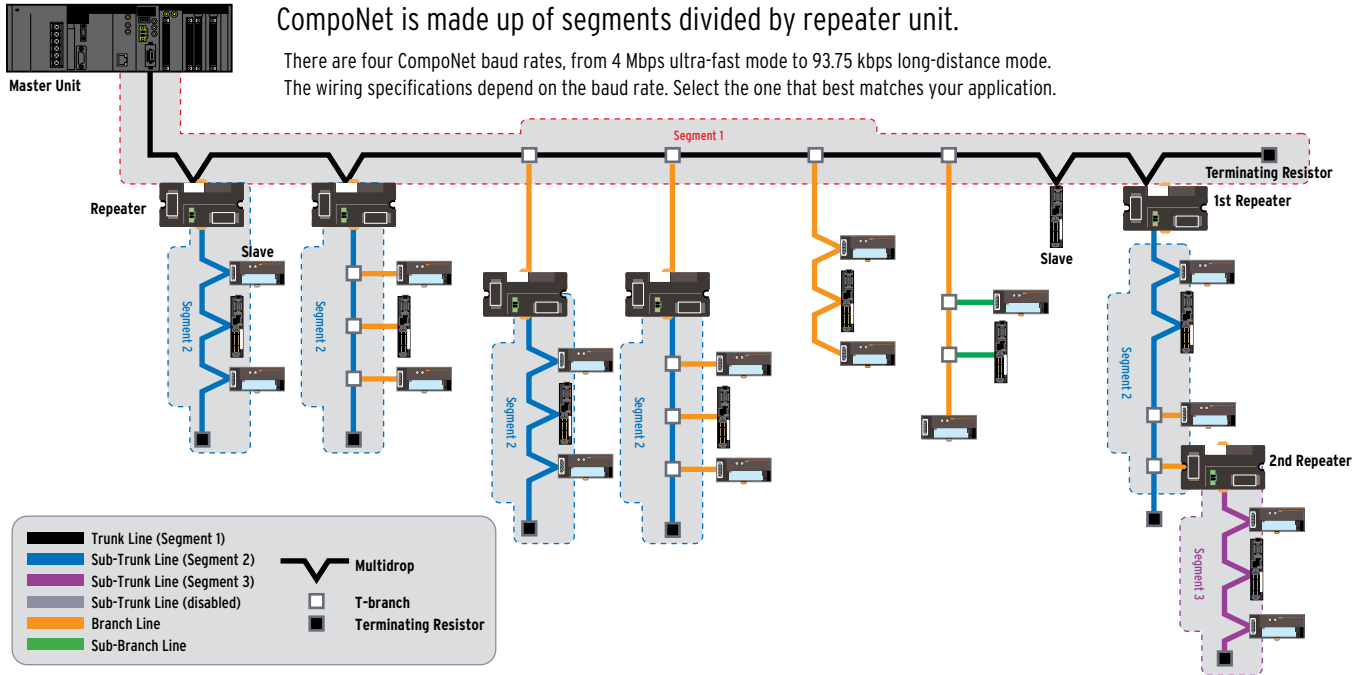 CompoNet is made up of segments divided by repeater unit.
There are four CompoNet baud rates, from 4 Mbps ultra-fast mode to 93.75 kbps long-distance mode.
The wiring specifications depend on the baud rate. Select the one that best matches your application.
Master Unit
Segment 1
Terminating Resistor
Repeater
1st Repeater
Slave
Slave
Segment 2
Segment 2
Segment 2
Segment 2
Segment 2
2nd Repeater
Segment 3
Trunk Line (Segment 1)
Sub-Trunk Line (Segment 2)
Sub-Trunk Line (Segment 3)
Sub-Trunk Line (disabled)
Branch Line
Sub-Branch Line
Multidrop
T-branch
Terminating Resistor